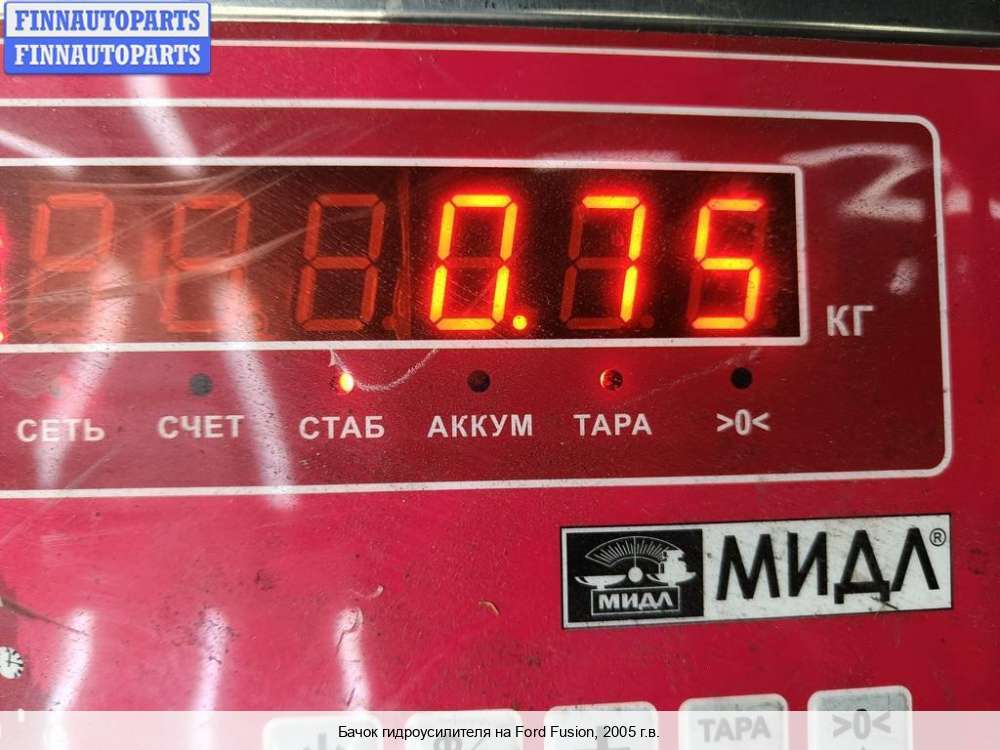 FINNAUTOPARTS
FINNAUTOPARTS
0.75
КГ
СЕТЬ СЧЕТ СТАБ АККУМ ТАРА >0<
МИДЛ МИДЛ®
ТАРА >0<
Бачок гидроусилителя на Ford Fusion, 2005 г.в.